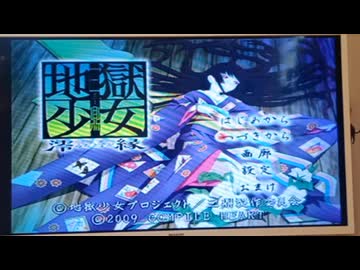 地獄少女
澪縁
はじめから
つづきから
画廊
設定
おまけ
©地獄少女プロジェクト／三鼎製作委員会
©2009 COMPILE HEART